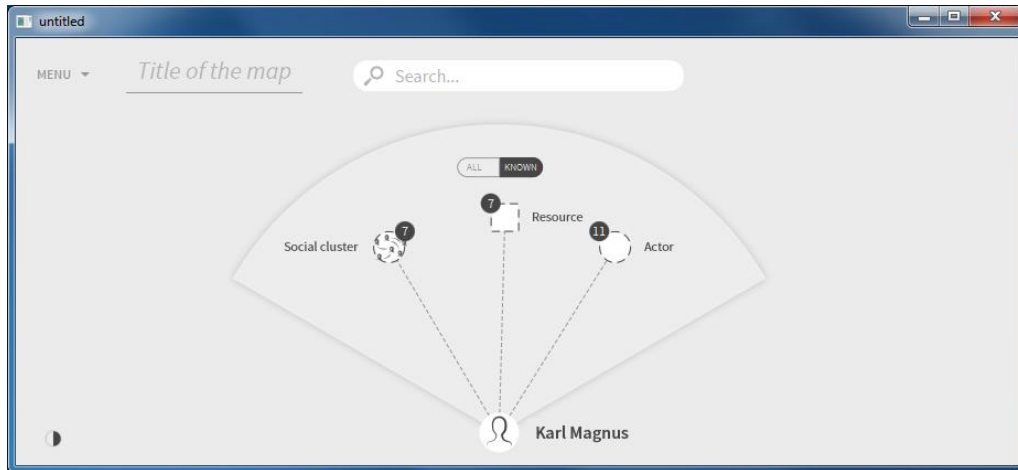 untitled
MENU
Title of the map
Search...
ALL
KNOWN
7
Resource
Social cluster
7
11
Actor
Karl Magnus